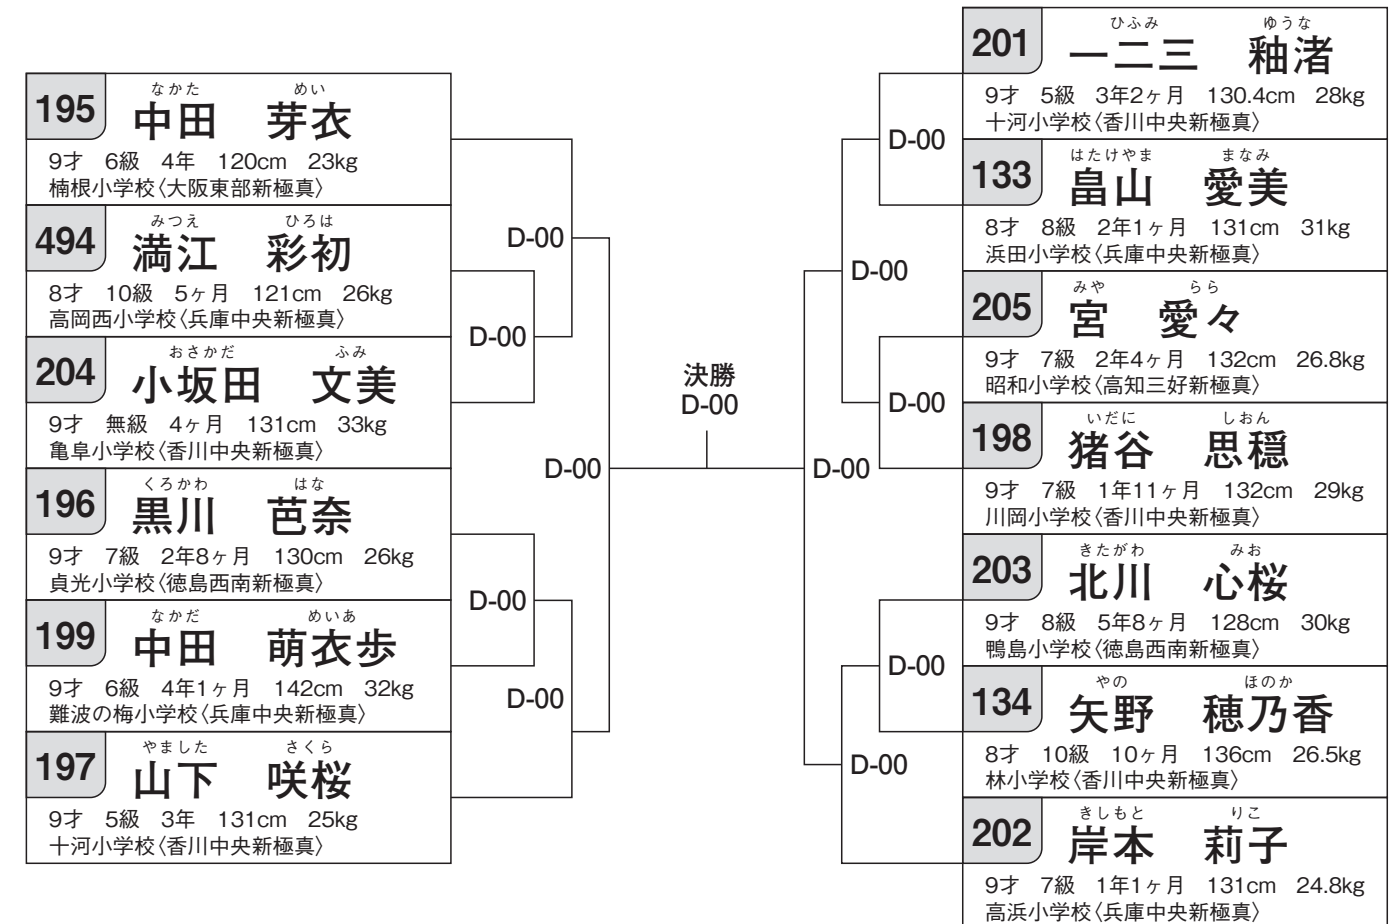 195
なかた めい
中田 芽衣
9才 6級 4年 120cm 23kg
楠根小学校〈大阪東部新極真〉
494
みつえ ひろは
満江 彩初
8才 10級 5ヶ月 121cm 26kg
高岡西小学校〈兵庫中央新極真〉
204
おさかだ ふみ
小坂田 文美
9才 無級 4ヶ月 131cm 33kg
亀阜小学校〈香川中央新極真〉
196
くろかわ はな
黒川 芭奈
9才 7級 2年8ヶ月 130cm 26kg
貞光小学校〈徳島西南新極真〉
199
なかだ めいあ
中田 萌衣歩
9才 6級 4年1ヶ月 142cm 32kg
難波の梅小学校〈兵庫中央新極真〉
197
やました さくら
山下 咲桜
9才 5級 3年 131cm 25kg
十河小学校〈香川中央新極真〉
D-00
D-00
D-00
D-00
D-00
決勝
D-00
D-00
D-00
D-00
D-00
D-00
D-00
201
ひふみ ゆうな
一二三 釉渚
9才 5級 3年2ヶ月 130.4cm 28kg
十河小学校〈香川中央新極真〉
133
はたけやま まなみ
畠山 愛美
8才 8級 2年1ヶ月 131cm 31kg
浜田小学校〈兵庫中央新極真〉
205
みや らら
宮 愛々
9才 7級 2年4ヶ月 132cm 26.8kg
昭和小学校〈高知三好新極真〉
198
いだに しおん
猪谷 思穏
9才 7級 1年11ヶ月 132cm 29kg
川岡小学校〈香川中央新極真〉
203
きたがわ みお
北川 心桜
9才 8級 5年8ヶ月 128cm 30kg
鴨島小学校〈徳島西南新極真〉
134
やの ほのか
矢野 穂乃香
8才 10級 10ヶ月 136cm 26.5kg
林小学校〈香川中央新極真〉
202
きしもと りこ
岸本 莉子
9才 7級 1年1ヶ月 131cm 24.8kg
高浜小学校〈兵庫中央新極真〉